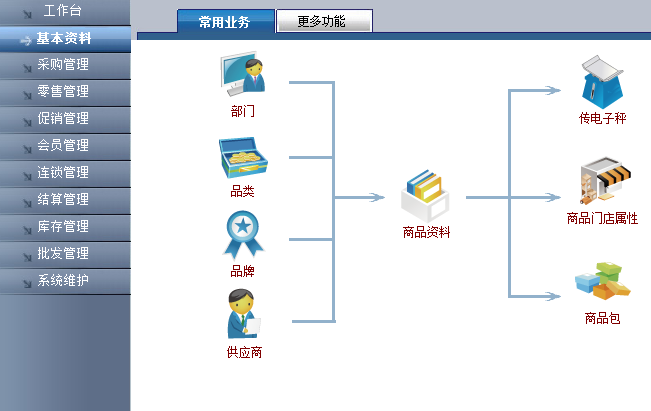 工作台
基本资料
采购管理
零售管理
促销管理
会员管理
连锁管理
结算管理
库存管理
批发管理
系统维护
常用业务 更多功能
部门
品类
品牌
供应商
商品资料
传电子秤
商品门店属性
商品包